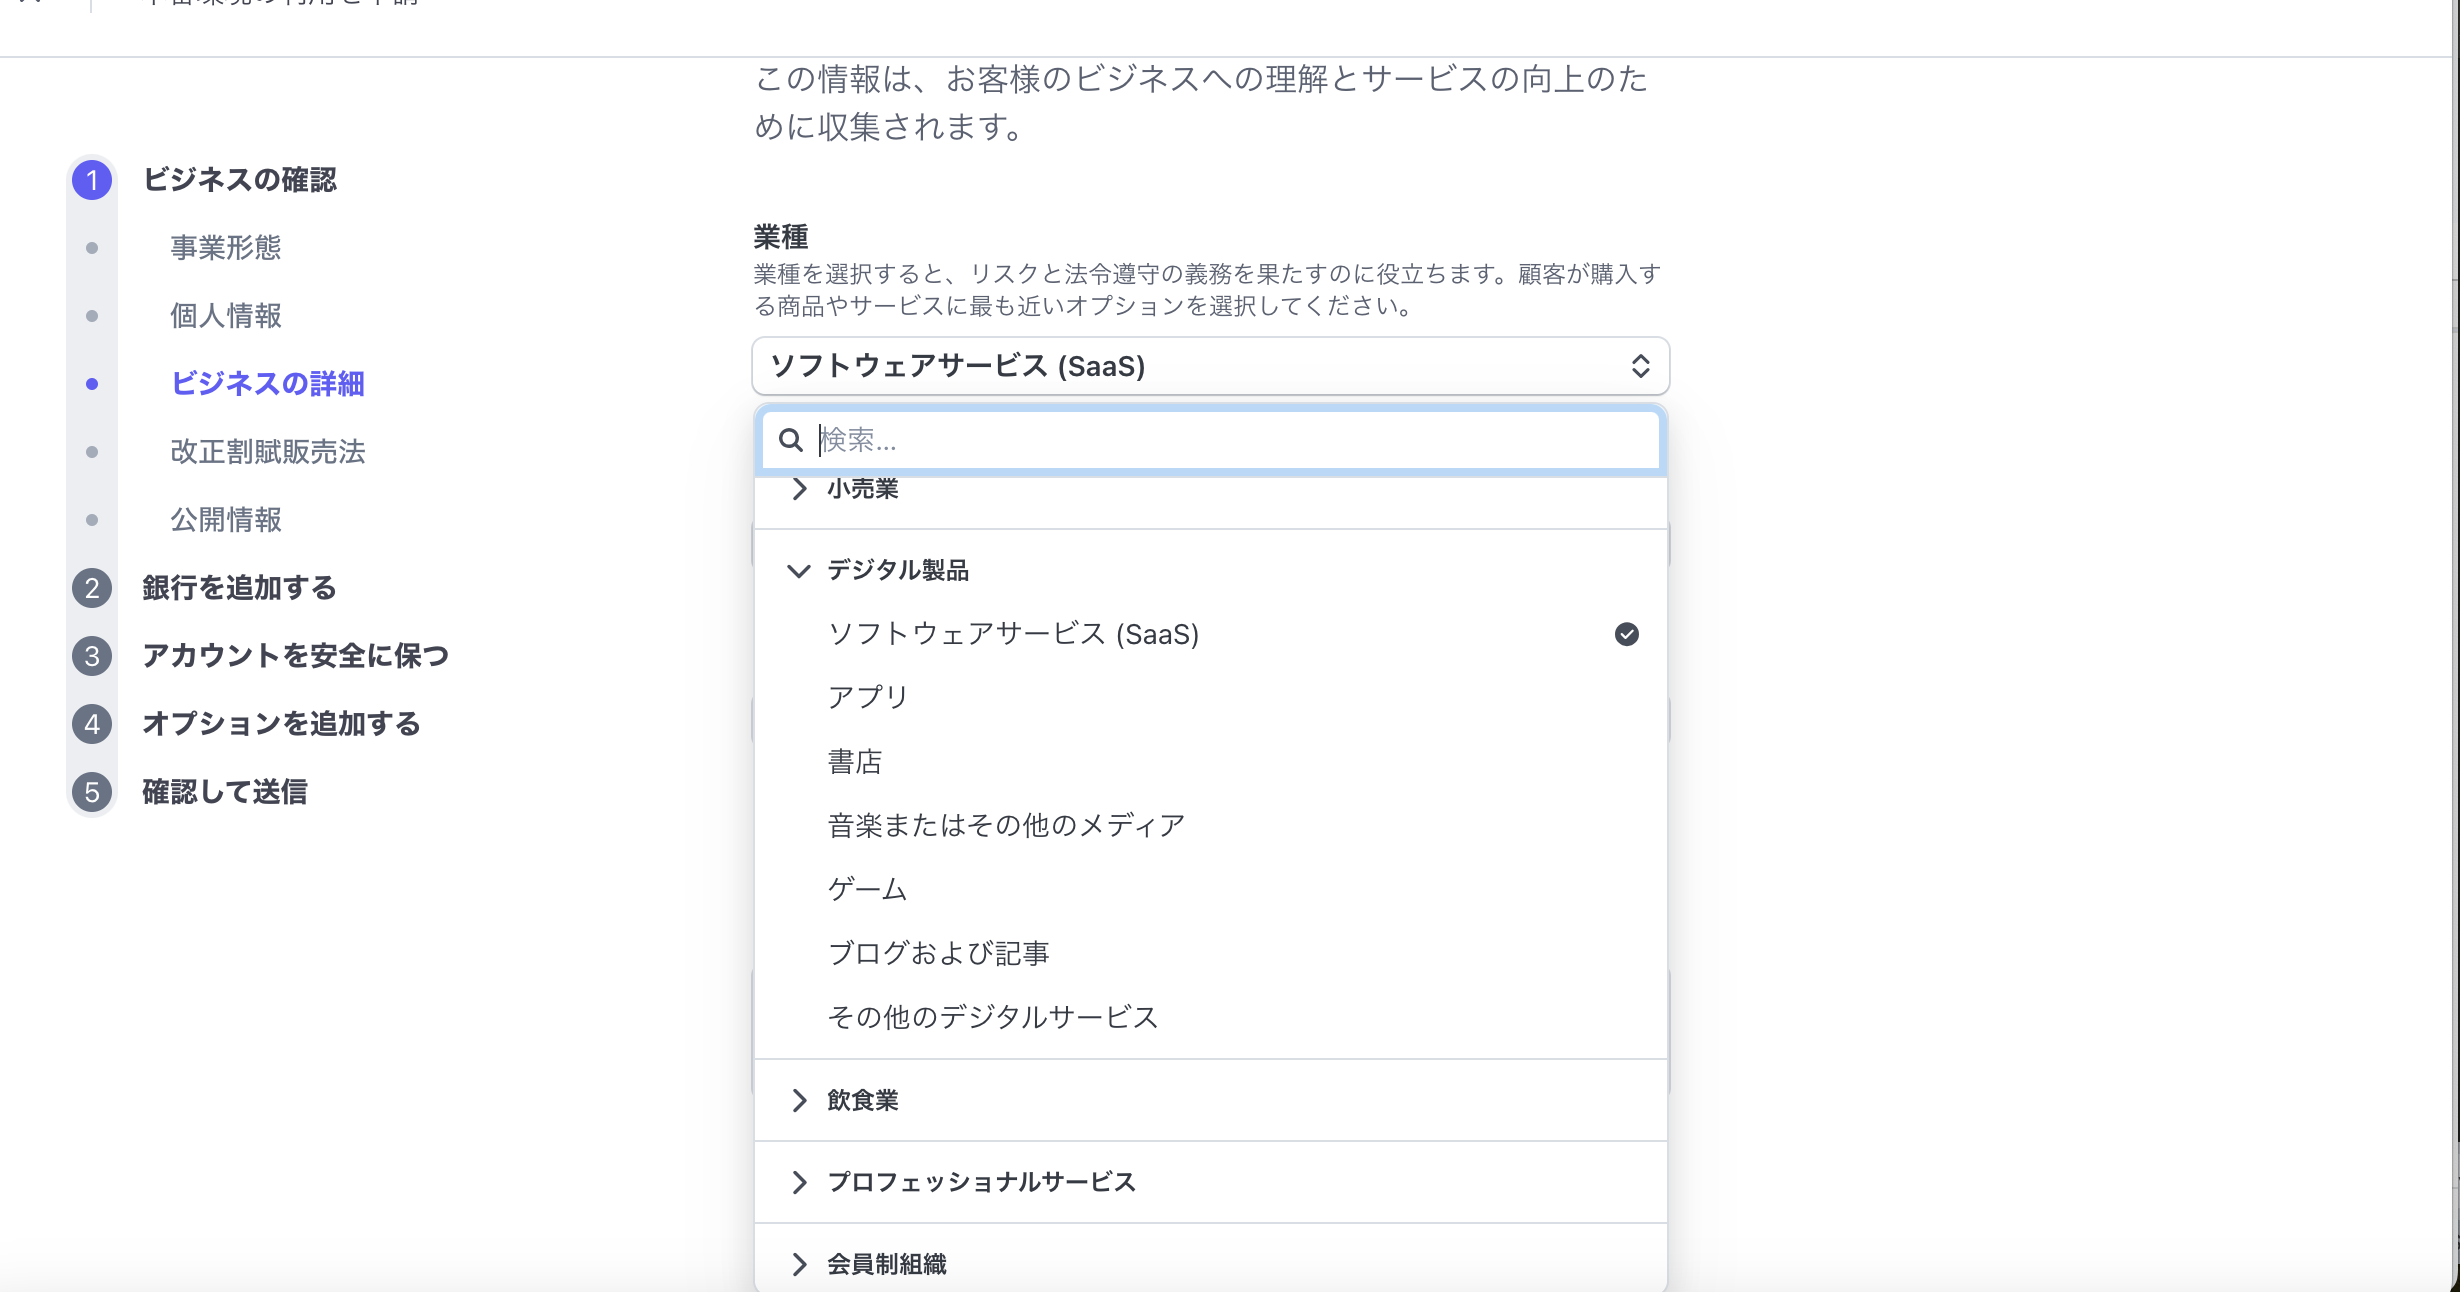 この情報は、お客様のビジネスへの理解とサービスの向上のた
めに収集されます。
1 ビジネスの確認
事業形態
個人情報
ビジネスの詳細
改正割賦販売法
公開情報
2 銀行を追加する
3 アカウントを安全に保つ
4 オプションを追加する
5 確認して送信
業種
業種を選択すると、リスクと法令遵守の義務を果たすのに役立ちます。顧客が購入す
る商品やサービスに最も近いオプションを選択してください。
ソフトウェアサービス (SaaS)
検索...
小売業
デジタル製品
ソフトウェアサービス (SaaS)
アプリ
書店
音楽またはその他のメディア
ゲーム
ブログおよび記事
その他のデジタルサービス
飲食業
プロフェッショナルサービス
会員制組織